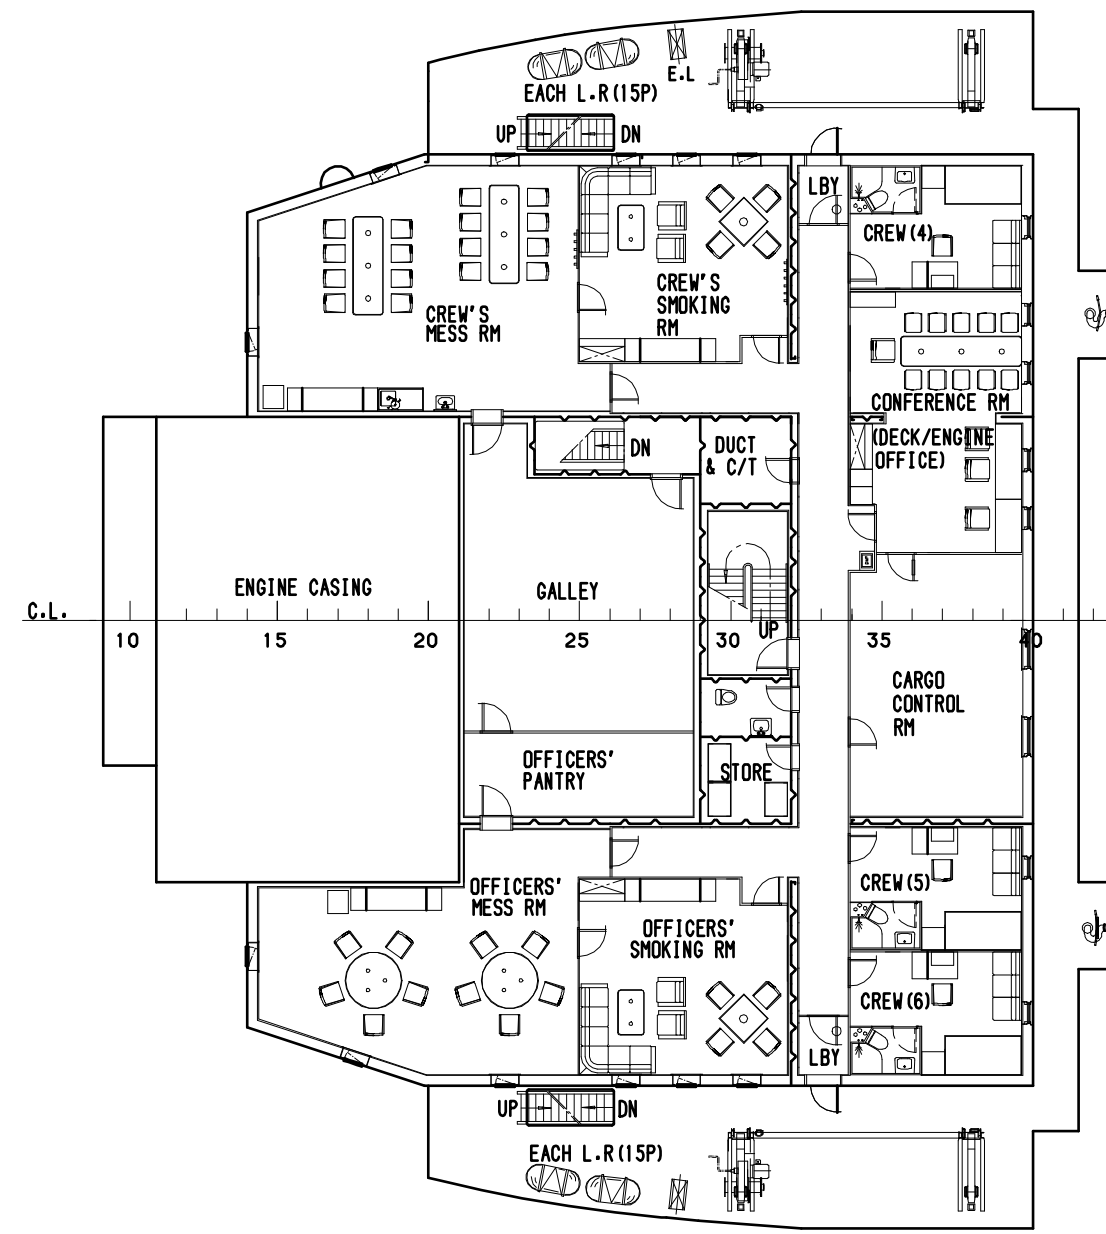 E.L
EACH L.R(15P)
UP
DN
LBY
CREW(4)
CREW'S
MESS RM
CREW'S
SMOKING
RM
CONFERENCE RM
(DECK/ENGINE
OFFICE)
DN
DUCT
& C/T
ENGINE CASING
GALLEY
C.L.
UP
10
15
20
25
30
35
40
CARGO
CONTROL
RM
OFFICERS'
PANTRY
STORE
OFFICERS'
MESS RM
CREW(5)
OFFICERS'
SMOKING RM
CREW(6)
LBY
UP
DN
EACH L.R(15P)